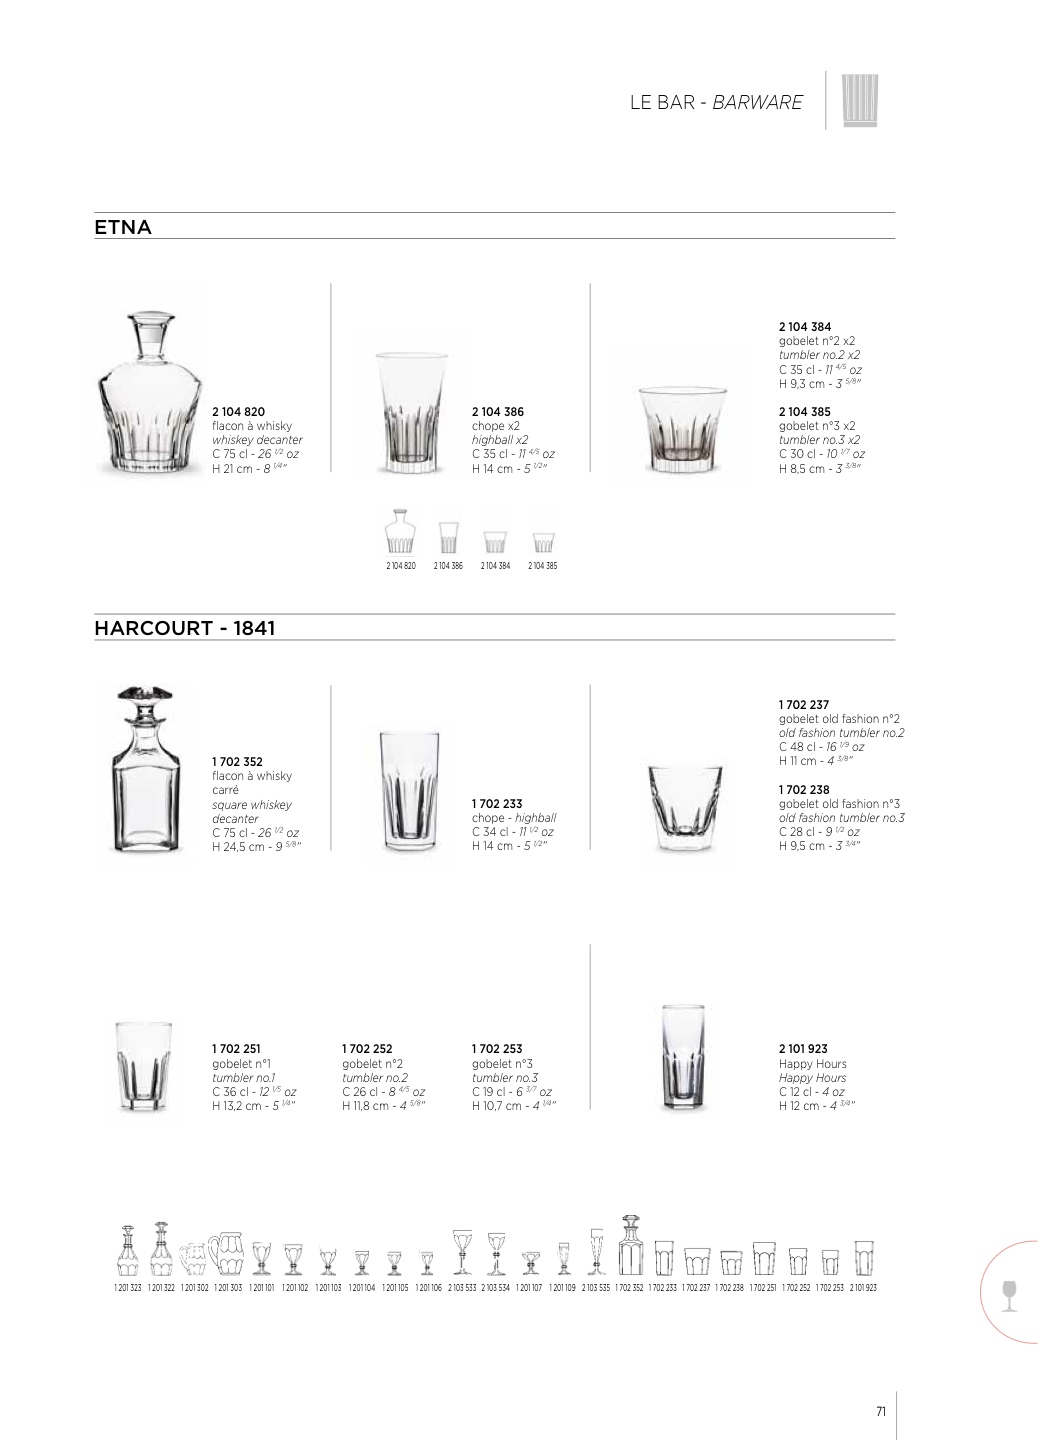 LE BAR - BARWARE
ETNA
2 104 820
flacon à whisky
whiskey decanter
C 75 cl - 26 1/2 oz
H 21 cm - 8 1/4"
2 104 386
chope x2
highball x2
C 35 cl - 11 4/5 oz
H 14 cm - 5 1/2"
2 104 384
gobelet n°2 x2
tumbler no.2 x2
C 35 cl - 11 4/5 oz
H 9,3 cm - 3 5/8"
2 104 385
gobelet n°3 x2
tumbler no.3 x2
C 30 cl - 10 1/7 oz
H 8,5 cm - 3 3/8"
2 104 820 2 104 386 2 104 384 2 104 385
HARCOURT - 1841
1 702 352
flacon à whisky
carré
square whiskey
decanter
C 75 cl - 26 1/2 oz
H 24,5 cm - 9 5/8"
1 702 233
chope - highball
C 34 cl - 11 1/2 oz
H 14 cm - 5 1/2"
1 702 237
gobelet old fashion n°2
old fashion tumbler no.2
C 48 cl - 16 1/9 oz
H 11 cm - 4 3/8"
1 702 238
gobelet old fashion n°3
old fashion tumbler no.3
C 28 cl - 9 1/2 oz
H 9,5 cm - 3 3/4"
1 702 251
gobelet n°1
tumbler no.1
C 36 cl - 12 1/5 oz
H 13,2 cm - 5 1/4"
1 702 252
gobelet n°2
tumbler no.2
C 26 cl - 8 4/5 oz
H 11,8 cm - 4 5/8"
1 702 253
gobelet n°3
tumbler no.3
C 19 cl - 6 3/7 oz
H 10,7 cm - 4 1/4"
2 101 923
Happy Hours
Happy Hours
C 12 cl - 4 oz
H 12 cm - 4 3/4"
1 201 323 1 201 322 1 201 302 1 201 303 1 201 101 1 201 102 1 201 103 1 201 104 1 201 105 1 201 106 2 103 533 2 103 534 1 201 107 1 201 109 2 103 535 1 702 352 1 702 233 1 702 237 1 702 238 1 702 251 1 702 252 1 702 253 2 101 923
71